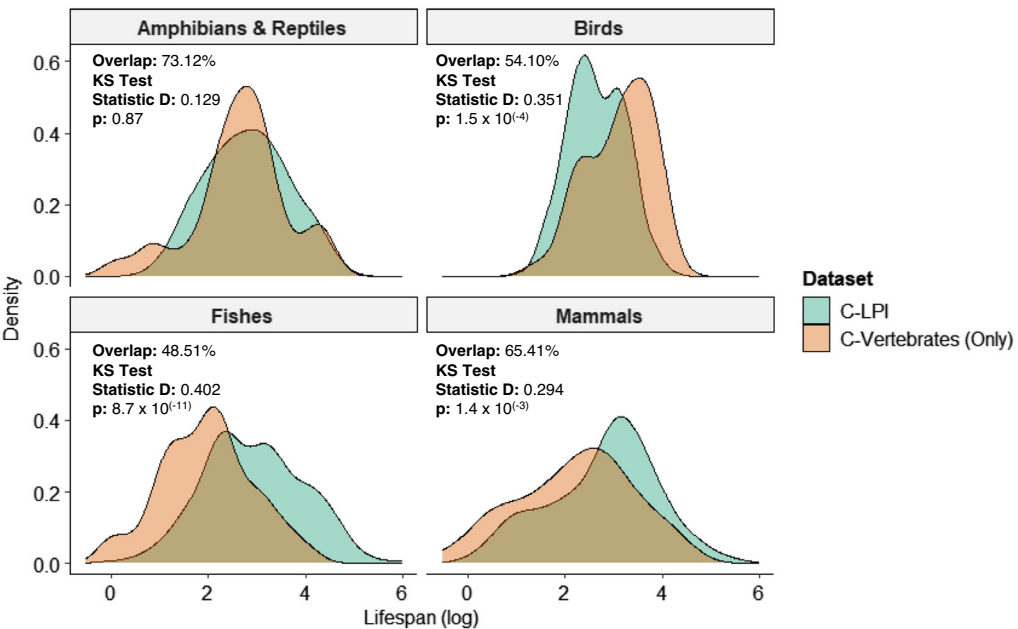 Amphibians & Reptiles
Overlap: 73.12%
KS Test
Statistic D: 0.129
p: 0.87
Birds
Overlap: 54.10%
KS Test
Statistic D: 0.351
p: 1.5 x 10(-4)
0.6
0.4
0.2
0.0
Fishes
Overlap: 48.51%
KS Test
Statistic D: 0.402
p: 8.7 x 10(-11)
Mammals
Overlap: 65.41%
KS Test
Statistic D: 0.294
p: 1.4 x 10(-3)
0.6
0.4
0.2
0.0
0 2 4 6
0 2 4 6
Density
Lifespan (log)
Dataset
C-LPI
C-Vertebrates (Only)